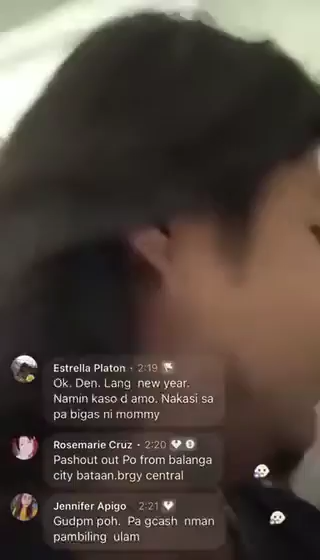 Estrella Platon · 2:19
Ok. Den. Lang new year.
Namin kaso d amo. Nakasi sa
pa bigas ni mommy
Rosemarie Cruz · 2:20
Pashout out Po from balanga
city bataan.brgy central
Jennifer Apigo · 2:21
Gudpm poh. Pa gcash nman
pambiling ulam